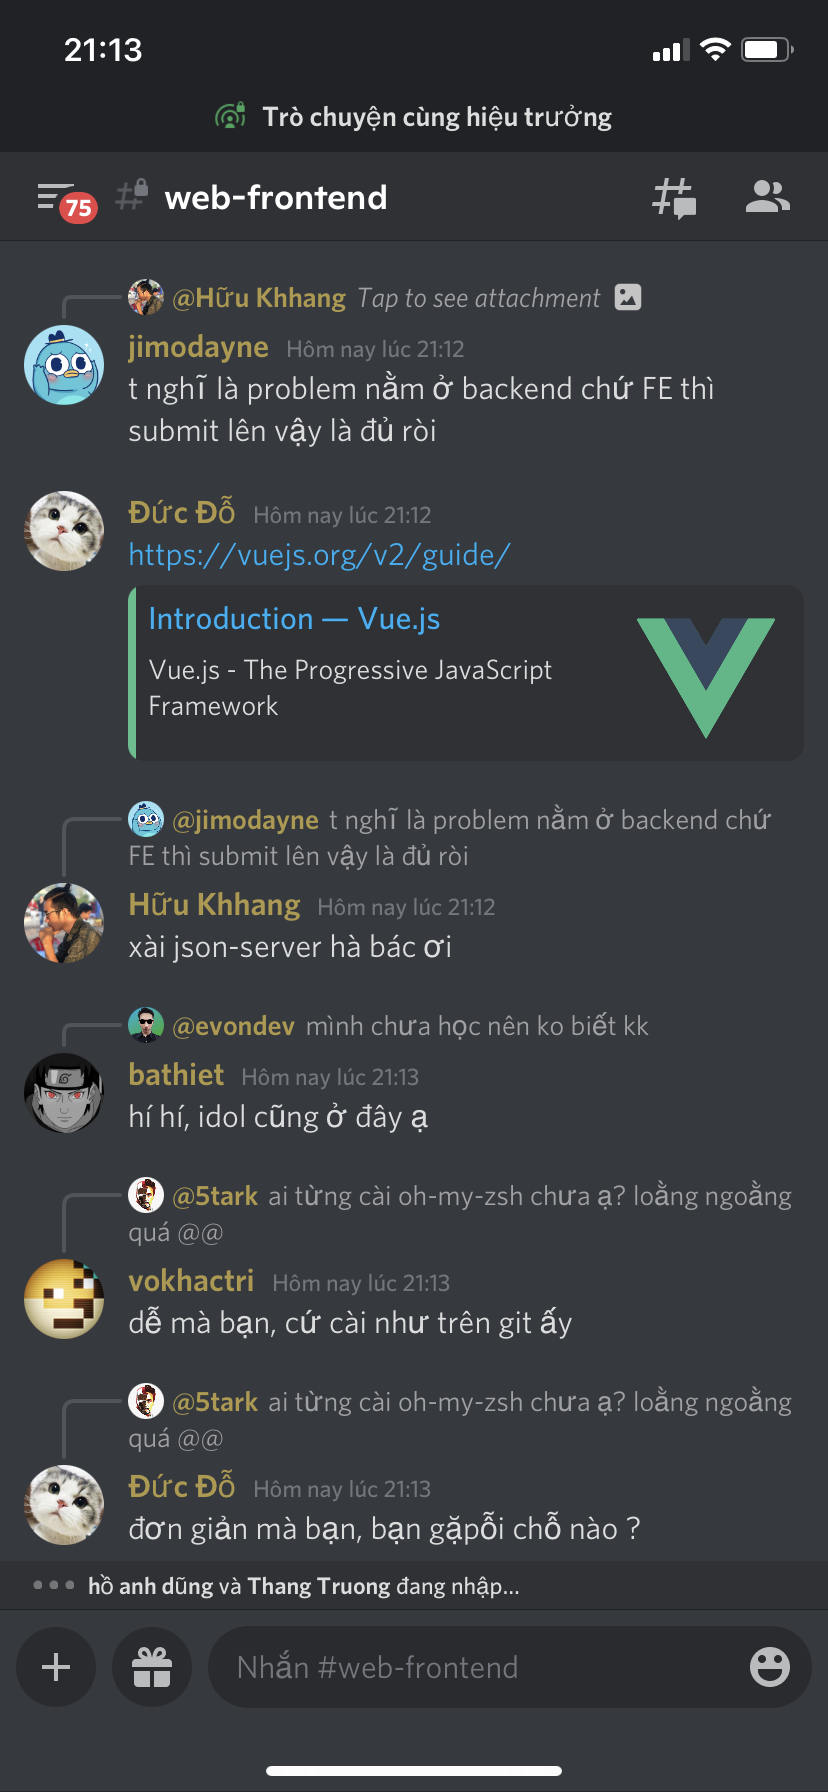 21:13
Trò chuyện cùng hiệu trưởng
75
web-frontend
@Hữu Khhang Tap to see attachment
jimodayne Hôm nay lúc 21:12
t nghĩ là problem nằm ở backend chứ FE thì
submit lên vậy là đủ ròi
Đức Đỗ Hôm nay lúc 21:12
https://vuejs.org/v2/guide/
Introduction — Vue.js
Vue.js - The Progressive JavaScript
Framework
@jimodayne t nghĩ là problem nằm ở backend chứ
FE thì submit lên vậy là đủ ròi
Hữu Khhang Hôm nay lúc 21:12
xài json-server hà bác ơi
@evondev mình chưa học nên ko biết kk
bathiet Hôm nay lúc 21:13
hí hí, idol cũng ở đây ạ
@5tark ai từng cài oh-my-zsh chưa ạ? loằng ngoằng
quá @@
vokhactri Hôm nay lúc 21:13
dễ mà bạn, cứ cài như trên git ấy
@5tark ai từng cài oh-my-zsh chưa ạ? loằng ngoằng
quá @@
Đức Đỗ Hôm nay lúc 21:13
đơn giản mà bạn, bạn gặpỗi chỗ nào ?
hồ anh dũng và Thang Truong đang nhập...
Nhắn #web-frontend